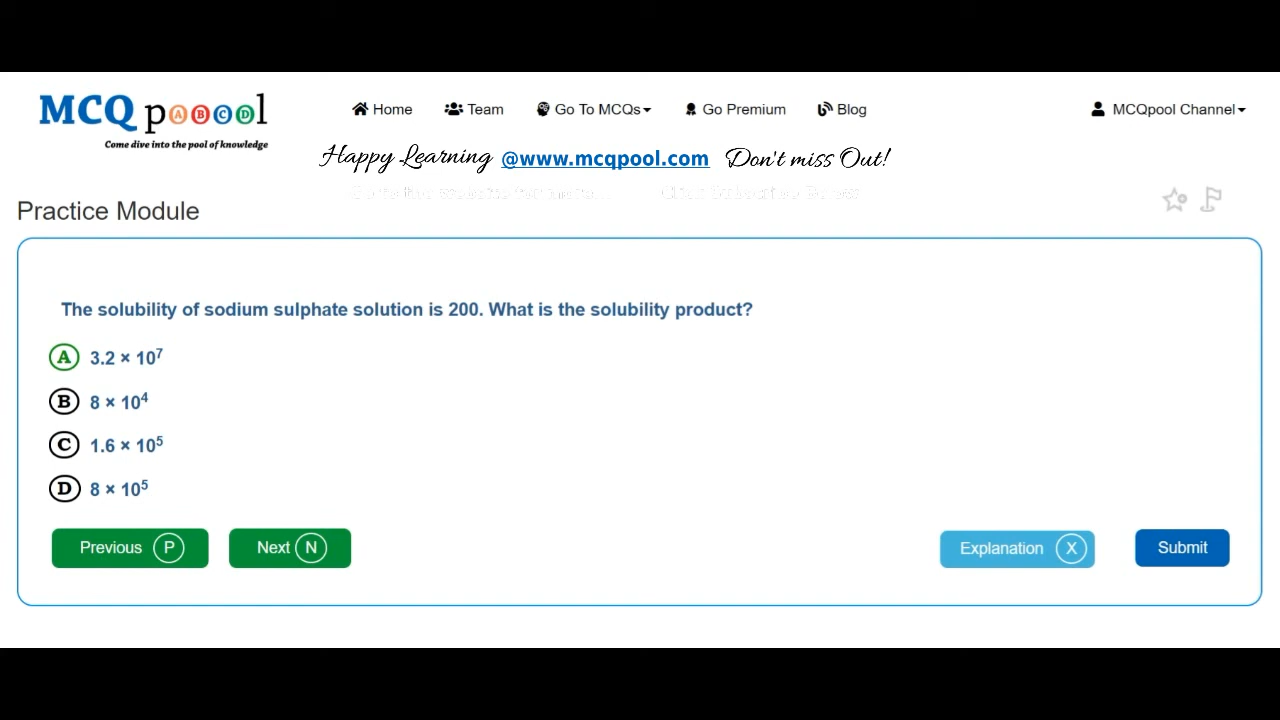 MCQ pABCDl
Come dive into the pool of knowledge
Home Team Go To MCQs Go Premium Blog MCQpool Channel
Happy Learning @www.mcqpool.com Don't miss Out!
Practice Module
The solubility of sodium sulphate solution is 200. What is the solubility product?
A 3.2 × 10⁷
B 8 × 10⁴
C 1.6 × 10⁵
D 8 × 10⁵
Previous P Next N Explanation X Submit